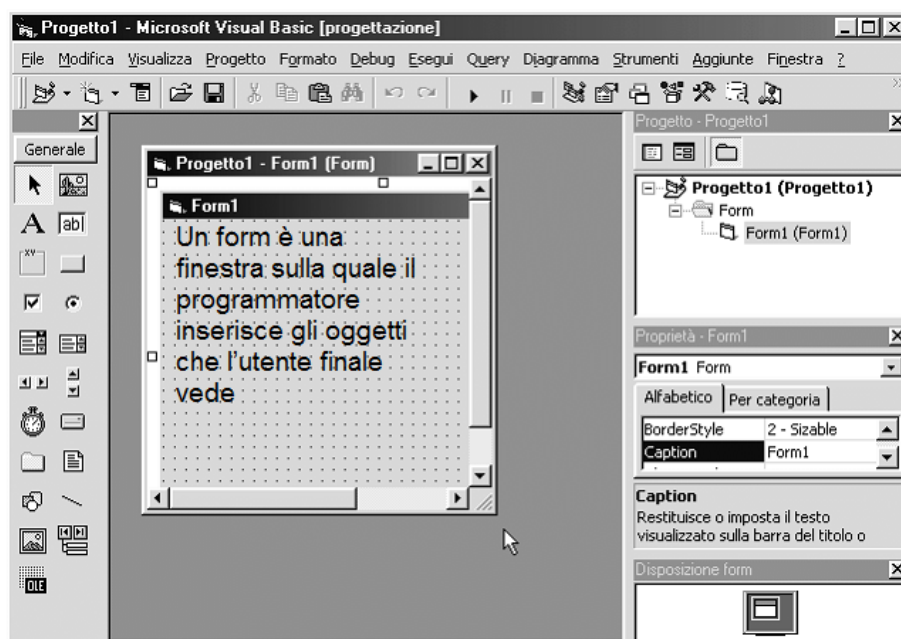 Progetto1 - Microsoft Visual Basic [progettazione]
File Modifica Visualizza Progetto Formato Debug Esegui Query Diagramma Strumenti Aggiunte Finestra ?
Generale
A
ab|
XY
OLE
Progetto1 - Form1 (Form)
Form1
Un form è una
finestra sulla quale il
programmatore
inserisce gli oggetti
che l'utente finale
vede
Progetto - Progetto1
Progetto1 (Progetto1)
Form
Form1 (Form1)
Proprietà - Form1
Form1 Form
Alfabetico Per categoria
BorderStyle 2 - Sizable
Caption Form1
Caption
Restituisce o imposta il testo
visualizzato sulla barra del titolo o
Disposizione form